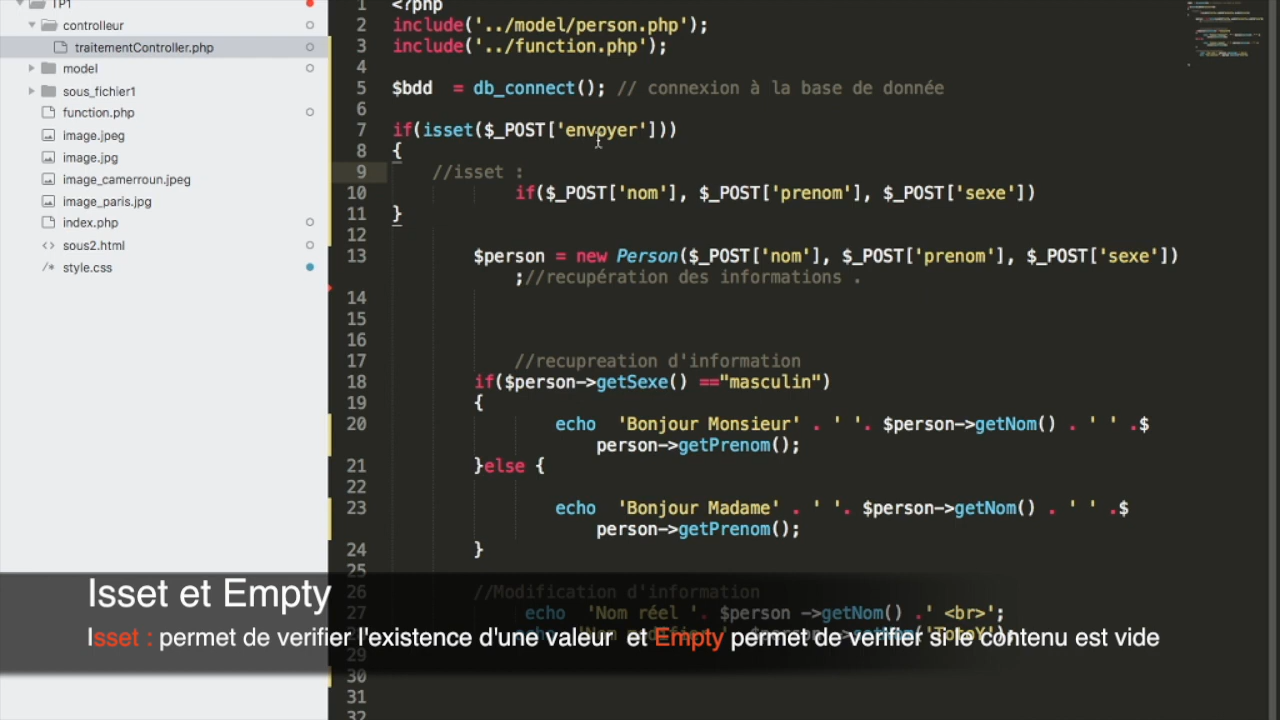 TP1
controlleur
traitementController.php
model
sous_fichier1
function.php
image.jpeg
image.jpg
image_camerroun.jpeg
image_paris.jpg
index.php
sous2.html
style.css
1 <?php
2 include('../model/person.php');
3 include('../function.php');
4
5 $bdd  = db_connect(); // connexion à la base de donnée
6
7 if(isset($_POST['envoyer']))
8 {
9 //isset :
10 if($_POST['nom'], $_POST['prenom'], $_POST['sexe'])
11 }
12
13 $person = new Person($_POST['nom'], $_POST['prenom'], $_POST['sexe'])
;//recupération des informations .
14
15
16
17 //recupreation d'information
18 if($person->getSexe() =="masculin")
19 {
20 echo  'Bonjour Monsieur' . ' '. $person->getNom() . ' ' .$
person->getPrenom();
21 }else {
22
23 echo  'Bonjour Madame' . ' '. $person->getNom() . ' ' .$
person->getPrenom();
24 }
25
26 //Modification d'information
27 echo  'Nom réel '. $person ->getNom() .' <br>';
29
30
31
32
Isset et Empty
Isset : permet de verifier l'existence d'une valeur  et Empty permet de verifier si le contenu est vide